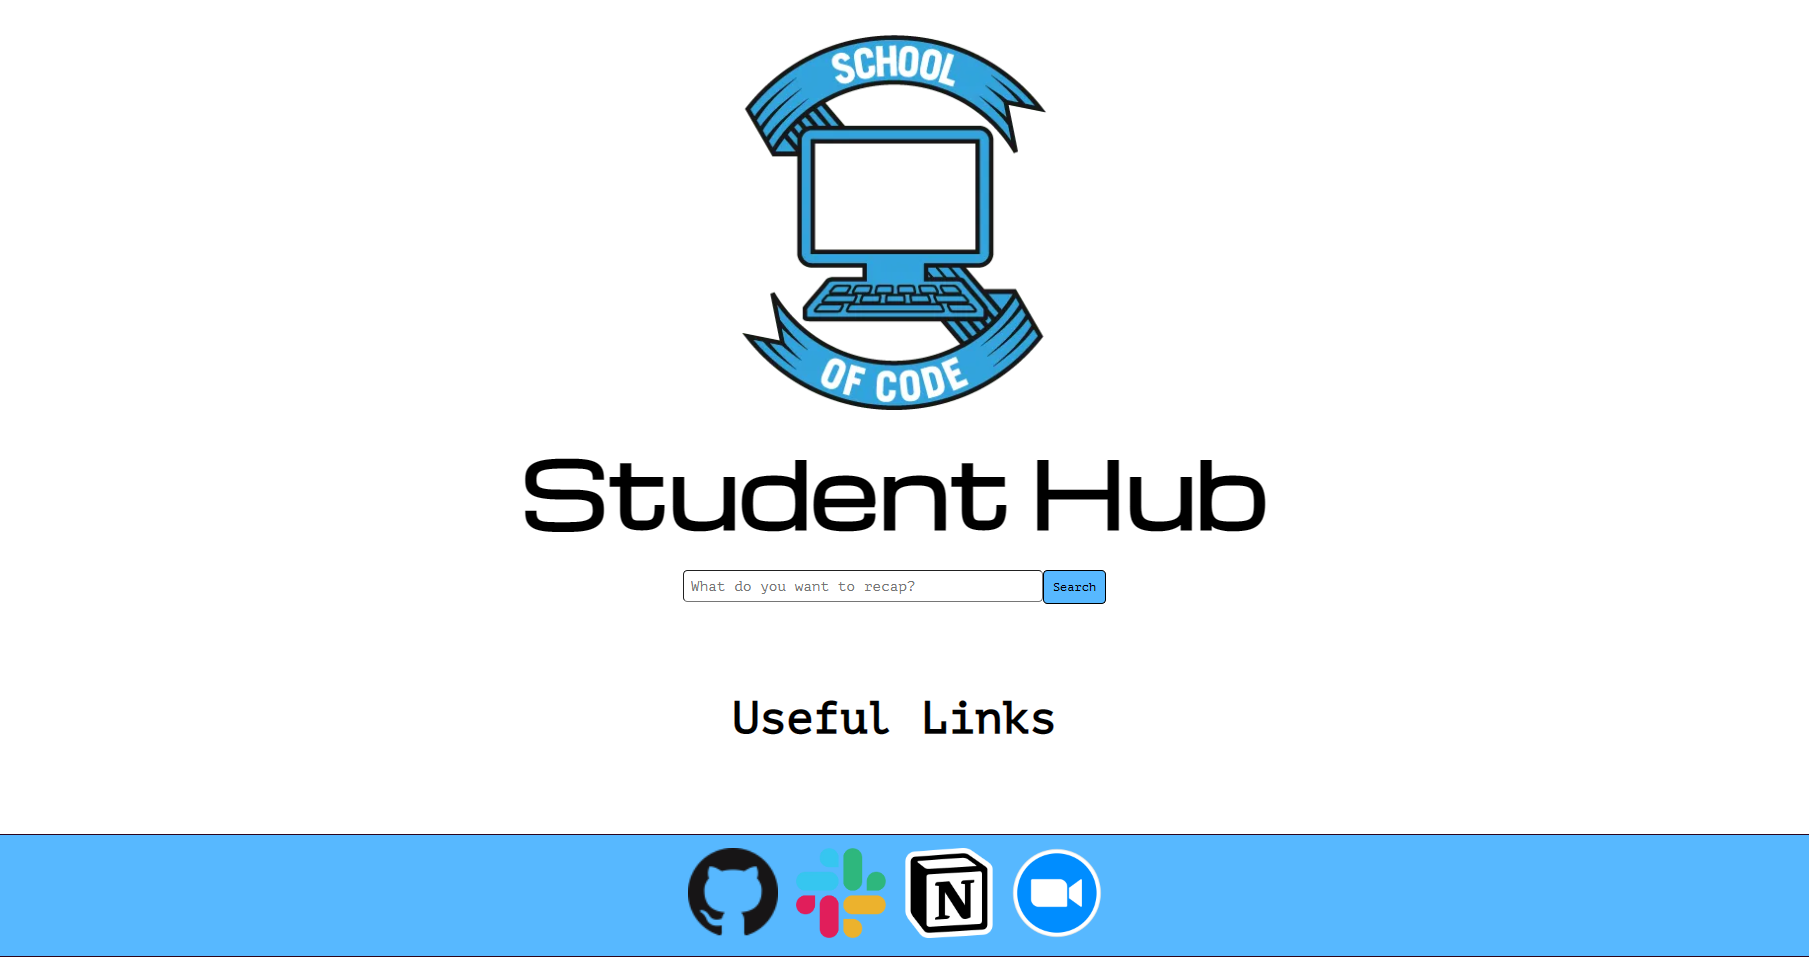 SCHOOL
OF CODE
Student Hub
What do you want to recap?
Search
Useful Links
N